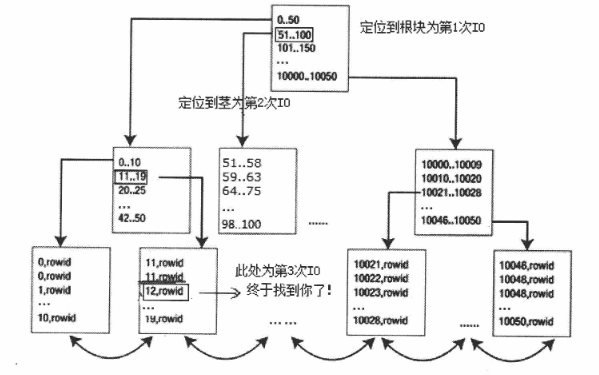 0..50
51..100
101..150
...
10000..10050
定位到根块为第1次IO
定位到茎为第2次IO
0..10
11..19
20..25
...
42..50
51..58
59..63
64..75
...
98..100
......
10000..10009
10010..10020
10021..10028
...
10046..10050
0,rowid
0,rowid
1,rowid
...
10,rowid
11,rowid
11,rowid
12,rowid
...
19,rowid
此处为第3次IO
终于找到你了!
......
10021,rowid
10022,rowid
10023,rowid
...
10028,rowid
......
10046,rowid
10048,rowid
10048,rowid
...
10050,rowid